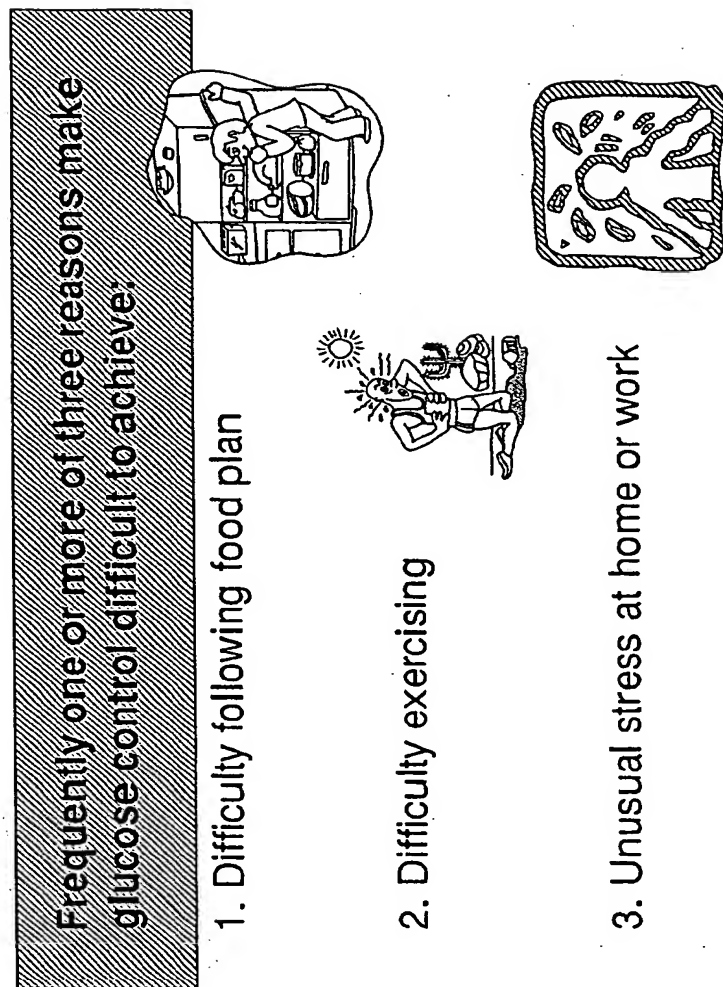 Frequently one or more of three reasons make
glucose control difficult to achieve:
1. Difficulty following food plan
2. Difficulty exercising
3. Unusual stress at home or work